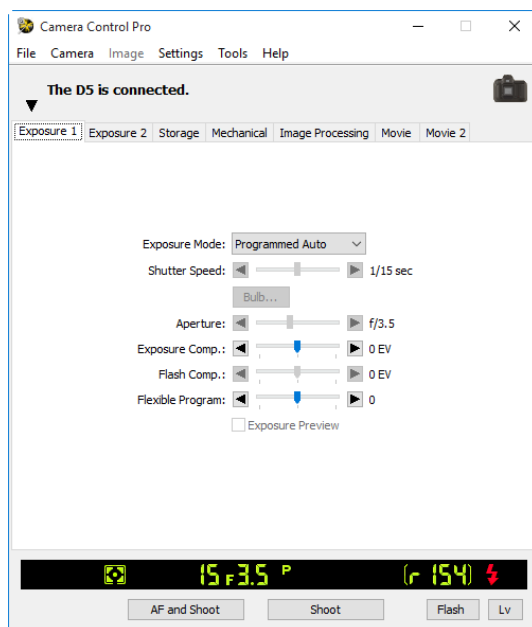 Camera Control Pro
File Camera Image Settings Tools Help
The D5 is connected.
Exposure 1 Exposure 2 Storage Mechanical Image Processing Movie Movie 2
Exposure Mode: Programmed Auto
Shutter Speed: 1/15 sec
Bulb...
Aperture: f/3.5
Exposure Comp.: 0 EV
Flash Comp.: 0 EV
Flexible Program: 0
Exposure Preview
15 F3.5 P (r 154)
AF and Shoot Shoot Flash Lv